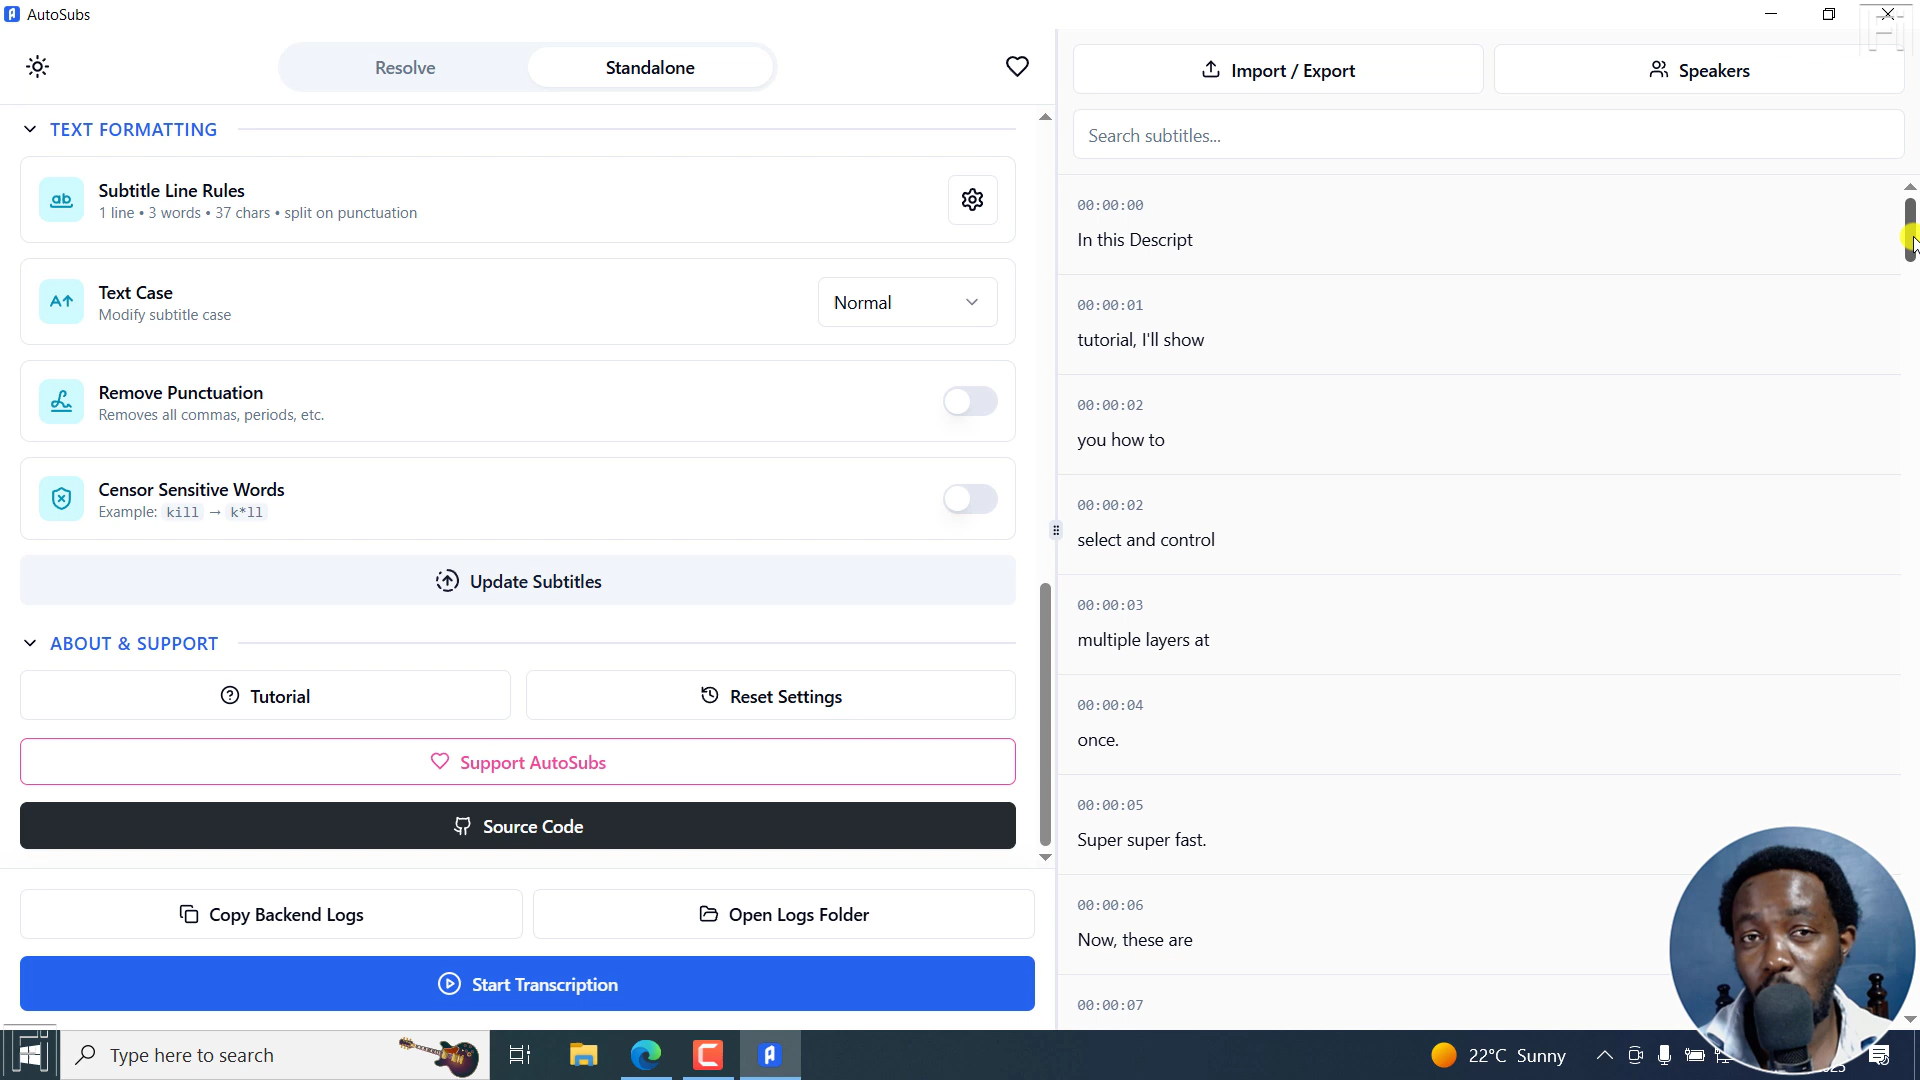 AutoSubs
Resolve
Standalone
TEXT FORMATTING
ab
Subtitle Line Rules
1 line • 3 words • 37 chars • split on punctuation
Text Case
Modify subtitle case
Normal
Remove Punctuation
Removes all commas, periods, etc.
Censor Sensitive Words
Example: kill → k*ll
Update Subtitles
ABOUT & SUPPORT
Tutorial
Reset Settings
Support AutoSubs
Source Code
Copy Backend Logs
Open Logs Folder
Start Transcription
Import / Export
Speakers
Search subtitles...
00:00:00
In this Descript
00:00:01
tutorial, I'll show
00:00:02
you how to
00:00:02
select and control
00:00:03
multiple layers at
00:00:04
once.
00:00:05
Super super fast.
00:00:06
Now, these are
00:00:07
Type here to search
22°C Sunny